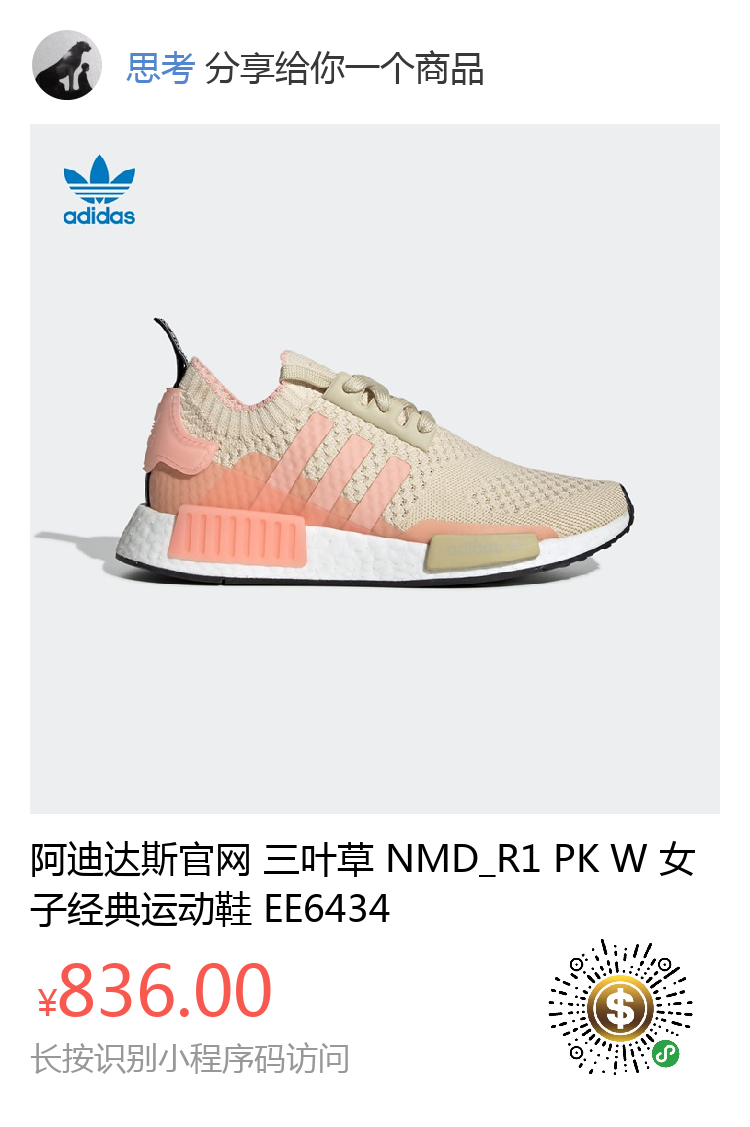 思考 分享给你一个商品
adidas
adidas
阿迪达斯官网 三叶草 NMD_R1 PK W 女
子经典运动鞋 EE6434
¥836.00
$
长按识别小程序码访问